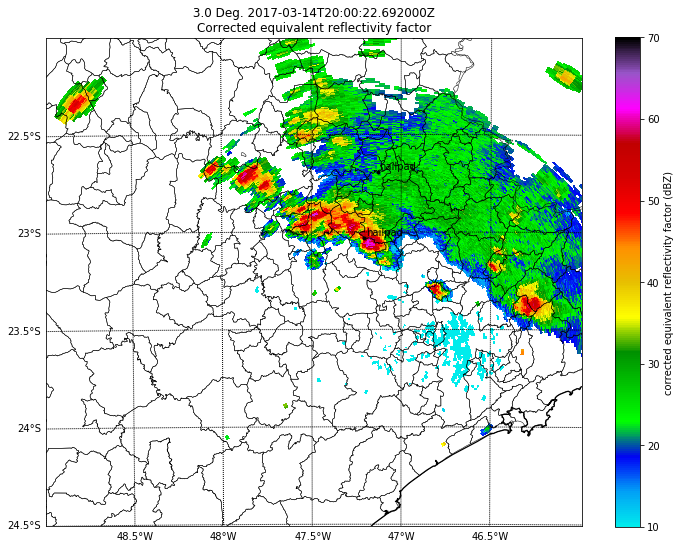 3.0 Deg. 2017-03-14T20:00:22.692000Z
Corrected equivalent reflectivity factor
70
60
50
40
30
20
10
corrected equivalent reflectivity factor (dBZ)
22.5°S
23°S
23.5°S
24°S
24.5°S
hailpad
hailpad
48.5°W
48°W
47.5°W
47°W
46.5°W